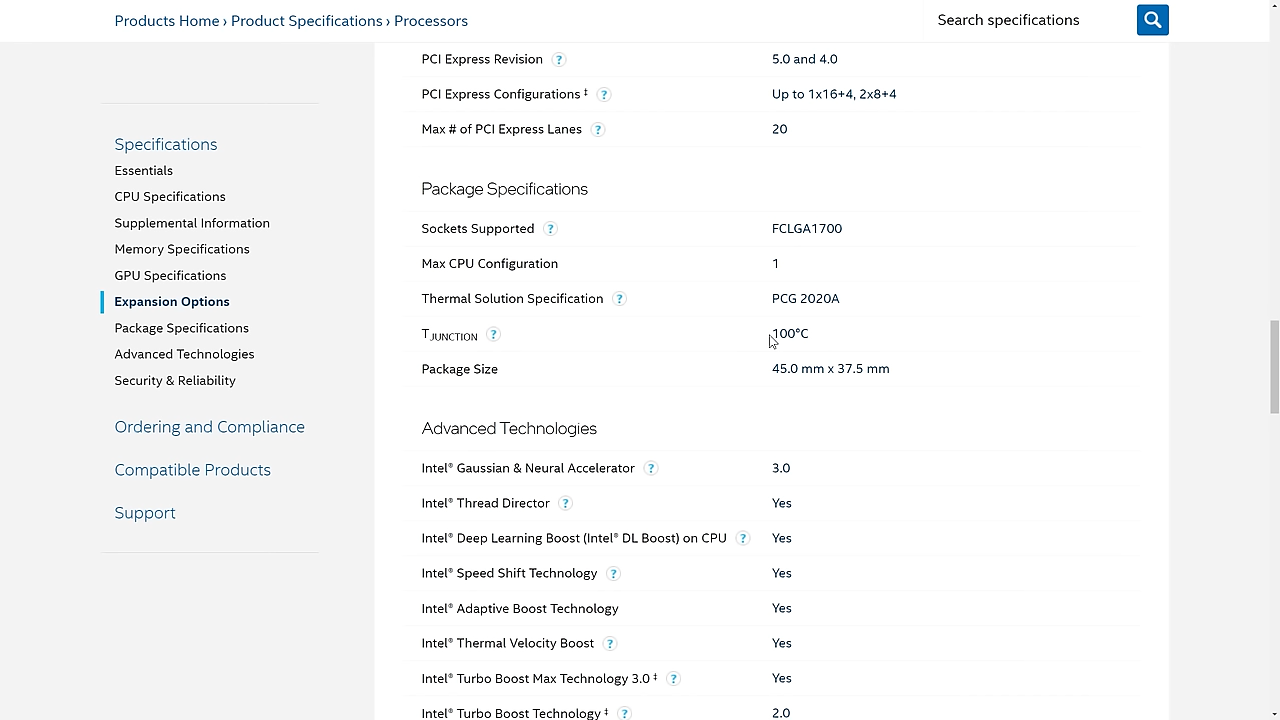 Products Home › Product Specifications › Processors
Search specifications
Specifications
Essentials
CPU Specifications
Supplemental Information
Memory Specifications
GPU Specifications
Expansion Options
Package Specifications
Advanced Technologies
Security & Reliability
Ordering and Compliance
Compatible Products
Support
PCI Express Revision ? 5.0 and 4.0
PCI Express Configurations ‡ ? Up to 1x16+4, 2x8+4
Max # of PCI Express Lanes ? 20
Package Specifications
Sockets Supported ? FCLGA1700
Max CPU Configuration 1
Thermal Solution Specification ? PCG 2020A
TJUNCTION ? 100°C
Package Size 45.0 mm x 37.5 mm
Advanced Technologies
Intel® Gaussian & Neural Accelerator ? 3.0
Intel® Thread Director ? Yes
Intel® Deep Learning Boost (Intel® DL Boost) on CPU ? Yes
Intel® Speed Shift Technology ? Yes
Intel® Adaptive Boost Technology Yes
Intel® Thermal Velocity Boost ? Yes
Intel® Turbo Boost Max Technology 3.0 ‡ ? Yes
Intel® Turbo Boost Technology ‡ ? 2.0